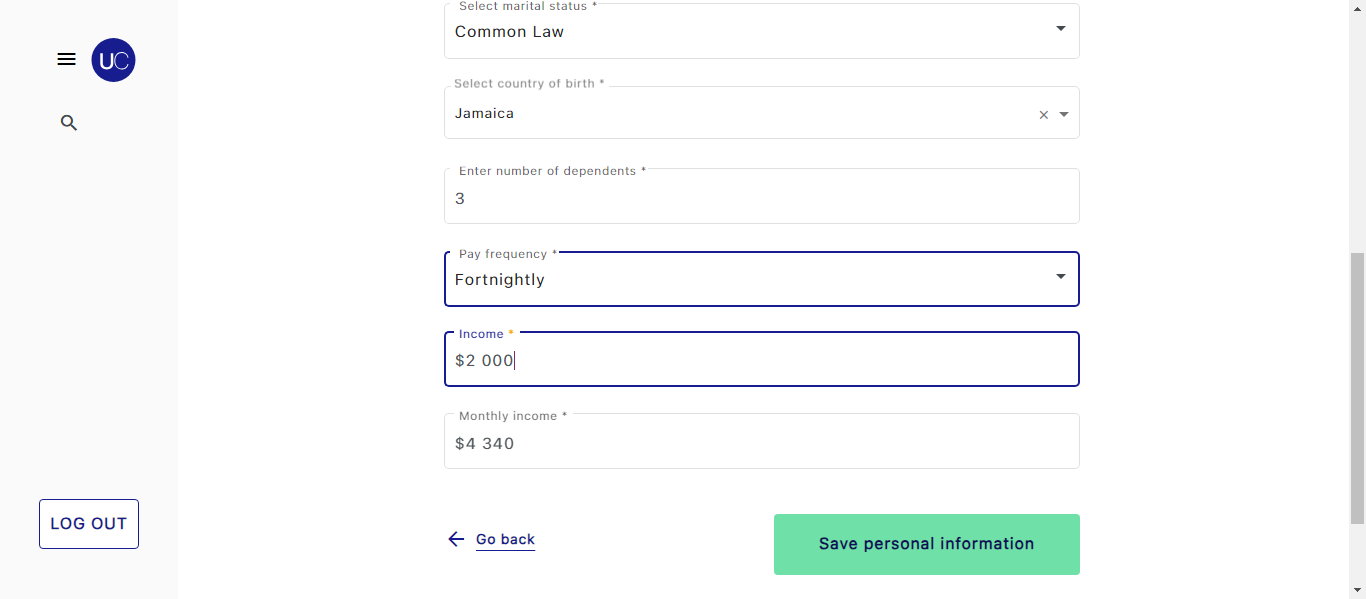 UC
LOG OUT
Select marital status *
Common Law
Select country of birth *
Jamaica
Enter number of dependents *
3
Pay frequency *
Fortnightly
Income *
$2 000
Monthly income *
$4 340
Go back
Save personal information